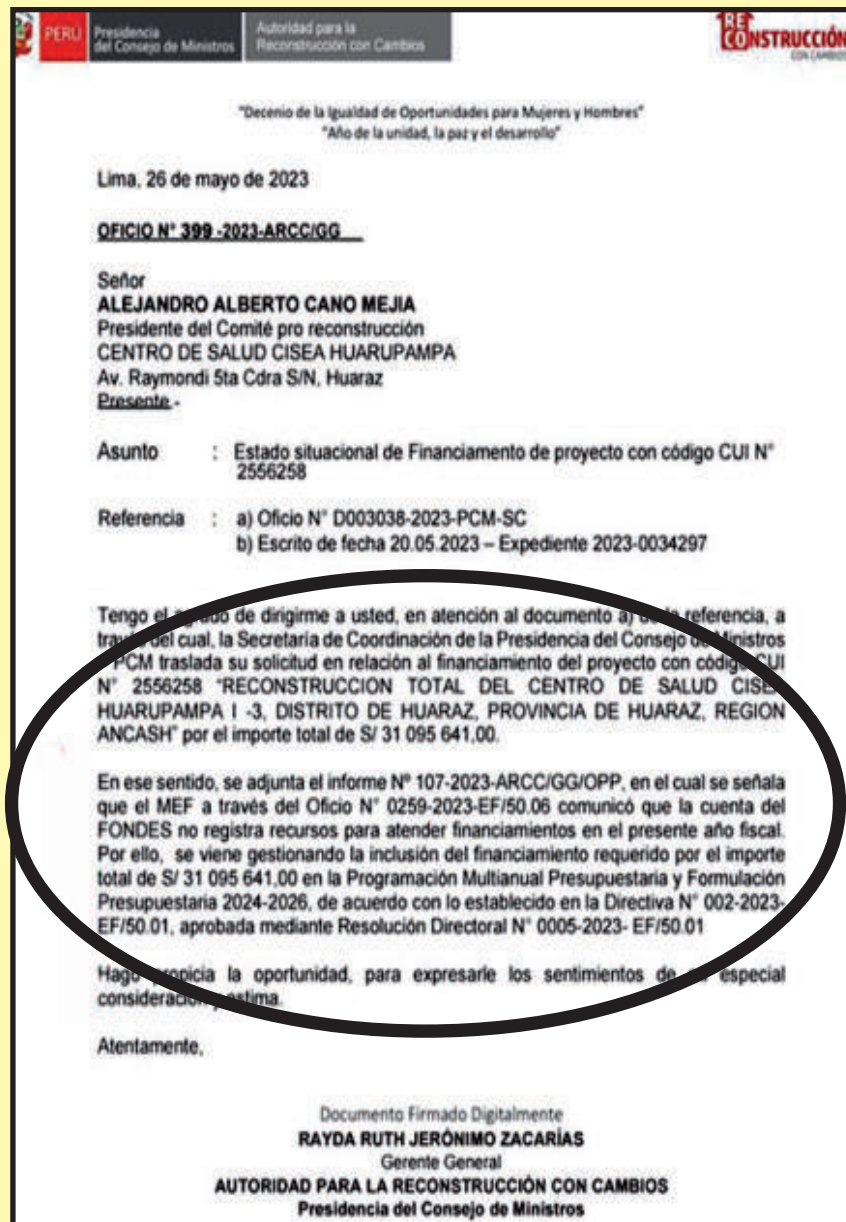 PERÚ
Presidencia
del Consejo de Ministros
Autoridad para la
Reconstrucción con Cambios
RE
CONSTRUCCIÓN
CON CAMBIOS
"Decenio de la Igualdad de Oportunidades para Mujeres y Hombres"
"Año de la unidad, la paz y el desarrollo"
Lima, 26 de mayo de 2023
OFICIO N° 399 -2023-ARCC/GG
Señor
ALEJANDRO ALBERTO CANO MEJIA
Presidente del Comité pro reconstrucción
CENTRO DE SALUD CISEA HUARUPAMPA
Av. Raymondi 5ta Cdra S/N, Huaraz
Presente.-
Asunto : Estado situacional de Financiamento de proyecto con código CUI N°
2556258
Referencia : a) Oficio N° D003038-2023-PCM-SC
b) Escrito de fecha 20.05.2023 – Expediente 2023-0034297
Tengo el de dirigirme a usted, en atención al documento a) de la referencia, a
través del cual, la Secretaría de Coordinación de la Presidencia del Consejo de Ministros
PCM traslada su solicitud en relación al financiamiento del proyecto con código CUI
N° 2556258 "RECONSTRUCCION TOTAL DEL CENTRO DE SALUD
HUARUPAMPA I -3, DISTRITO DE HUARAZ, PROVINCIA DE HUARAZ, REGION
ANCASH" por el importe total de S/ 31 095 641,00.
En ese sentido, se adjunta el informe Nº 107-2023-ARCC/GG/OPP, en el cual se señala
que el MEF a través del Oficio N° 0259-2023-EF/50.06 comunicó que la cuenta del
FONDES no registra recursos para atender financiamientos en el presente año fiscal.
Por ello, se viene gestionando la inclusión del financiamiento requerido por el importe
total de S/ 31 095 641,00 en la Programación Multianual Presupuestaria y Formulación
Presupuestaria 2024-2026, de acuerdo con lo establecido en la Directiva N° 002-2023-
EF/50.01, aprobada mediante Resolución Directoral N° 0005-2023- EF/50.01
Hago propicia la oportunidad, para expresarle los sentimientos de especial
consideración estima.
Atentamente,
Documento Firmado Digitalmente
RAYDA RUTH JERÓNIMO ZACARÍAS
Gerente General
AUTORIDAD PARA LA RECONSTRUCCIÓN CON CAMBIOS
Presidencia del Consejo de Ministros